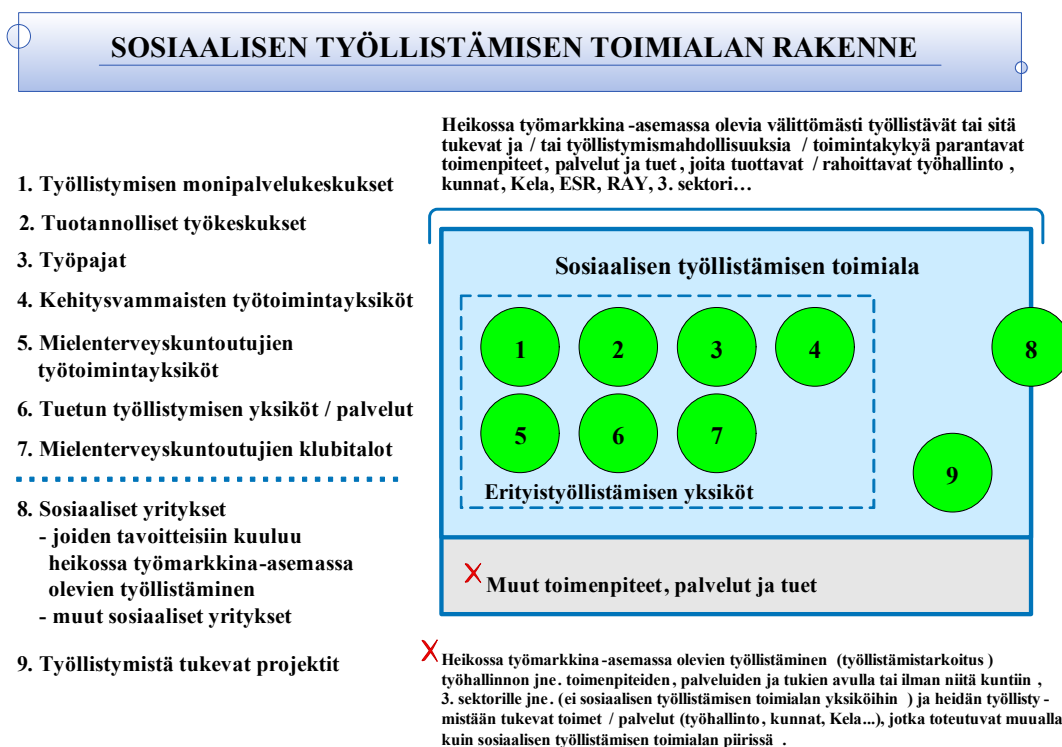 SOSIAALISEN TYÖLLISTÄMISEN TOIMIALAN RAKENNE
1. Työllistymisen monipalvelukeskukset
2. Tuotannolliset työkeskukset
3. Työpajat
4. Kehitysvammaisten työtoimintayksiköt
5. Mielenterveyskuntoutujien
työtoimintayksiköt
6. Tuetun työllistymisen yksiköt / palvelut
7. Mielenterveyskuntoutujien klubitalot
8. Sosiaaliset yritykset
- joiden tavoitteisiin kuuluu
heikossa työmarkkina-asemassa
olevien työllistäminen
- muut sosiaaliset yritykset
9. Työllistymistä tukevat projektit
Heikossa työmarkkina -asemassa olevia välittömästi työllistävät tai sitä
tukevat ja / tai työllistymismahdollisuuksia / toimintakykyä parantavat
toimenpiteet, palvelut ja tuet, joita tuottavat / rahoittavat työhallinto ,
kunnat, Kela, ESR, RAY, 3. sektori…
Sosiaalisen työllistämisen toimiala
1 2 3 4 8
5 6 7 9
Erityistyöllistämisen yksiköt
X Muut toimenpiteet, palvelut ja tuet
X Heikossa työmarkkina -asemassa olevien työllistäminen (työllistämistarkoitus )
työhallinnon jne. toimenpiteiden, palveluiden ja tukien avulla tai ilman niitä kuntiin ,
3. sektorille jne. (ei sosiaalisen työllistämisen toimialan yksiköihin ) ja heidän työllisty -
mistään tukevat toimet / palvelut (työhallinto, kunnat, Kela...), jotka toteutuvat muualla
kuin sosiaalisen työllistämisen toimialan piirissä .